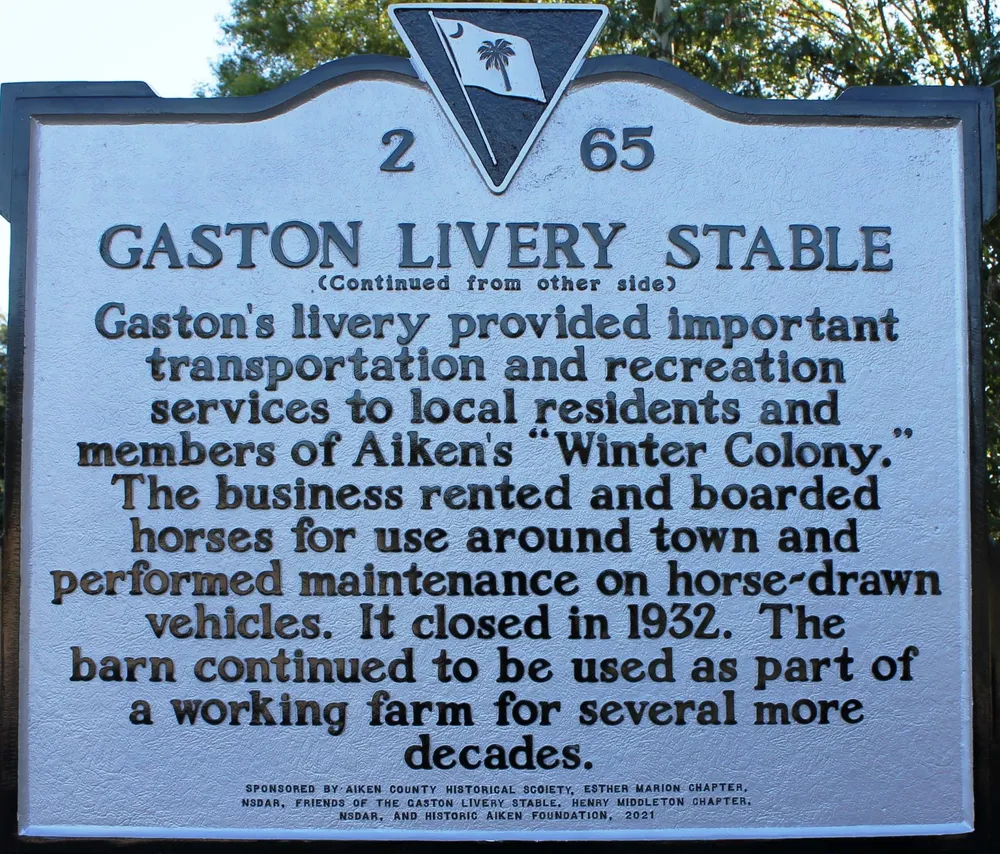 2 65
GASTON LIVERY STABLE
(Continued from other side)
Gaston's livery provided important
transportation and recreation
services to local residents and
members of Aiken's “Winter Colony.”
The business rented and boarded
horses for use around town and
performed maintenance on horse-drawn
vehicles. It closed in 1932. The
barn continued to be used as part of
a working farm for several more
decades.
SPONSORED BY AIKEN COUNTY HISTORICAL SCOIETY, ESTHER MARION CHAPTER,
NSDAR, FRIENDS OF THE GASTON LIVERY STABLE, HENRY MIDDLETON CHAPTER,
NSDAR, AND HISTORIC AIKEN FOUNDATION, 2021